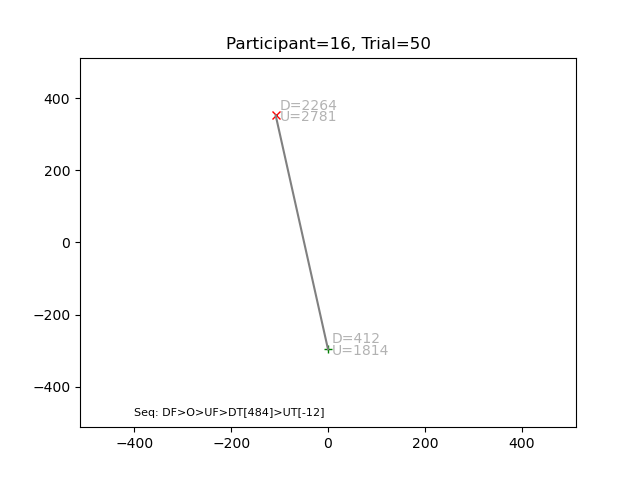 Participant=16, Trial=50
400
200
0
−200
−400
D=2264
U=2781
D=412
U=1814
Seq: DF>O>UF>DT[484]>UT[-12]
−400
−200
0
200
400